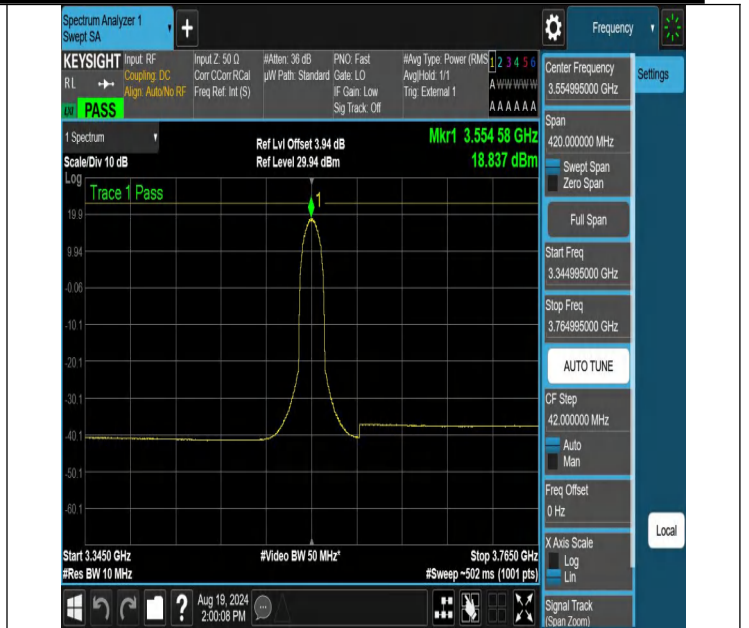 Spectrum Analyzer 1
Swept SA
Frequency
KEYSIGHT
RL
PASS
Input: RF
Coupling: DC
Align: Auto/No RF
Input Z: 50 Ω
Corr CCorr RCal
Freq Ref: Int (S)
#Atten: 36 dB
µW Path: Standard
PNO: Fast
Gate: LO
IF Gain: Low
Sig Track: Off
#Avg Type: Power (RMS
Avg|Hold: 1/1
Trig: External 1
1 2 3 4 5 6
A W W W W W
A A A A A A
1 Spectrum
Scale/Div 10 dB
Ref Lvl Offset 3.94 dB
Ref Level 29.94 dBm
Mkr1 3.554 58 GHz
18.837 dBm
Log
Trace 1 Pass
1
19.9
9.94
-0.06
-10.1
-20.1
-30.1
-40.1
-50.1
-60.1
Start 3.3450 GHz
#Res BW 10 MHz
#Video BW 50 MHz*
Stop 3.7650 GHz
#Sweep ~502 ms (1001 pts)
Aug 19, 2024
2:00:08 PM
Center Frequency
3.554995000 GHz
Settings
Span
420.000000 MHz
Swept Span
Zero Span
Full Span
Start Freq
3.344995000 GHz
Stop Freq
3.764995000 GHz
AUTO TUNE
CF Step
42.000000 MHz
Auto
Man
Freq Offset
0 Hz
X Axis Scale
Log
Lin
Local
Signal Track
(Span Zoom)